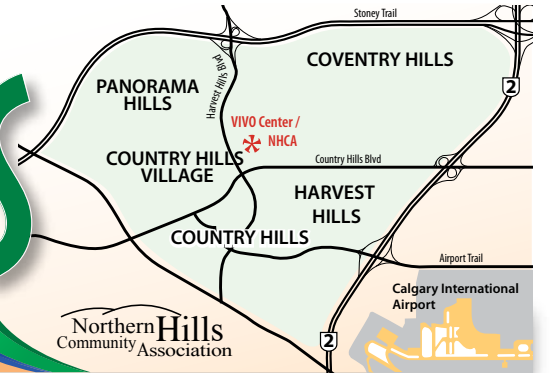 Stoney Trail
COVENTRY HILLS
PANORAMA
HILLS
Harvest Hills Blvd
2
VIVO Center /
NHCA
COUNTRY HILLS
VILLAGE
Country Hills Blvd
HARVEST
HILLS
COUNTRY HILLS
Airport Trail
Calgary International
Airport
Northern Hills
Community Association
2